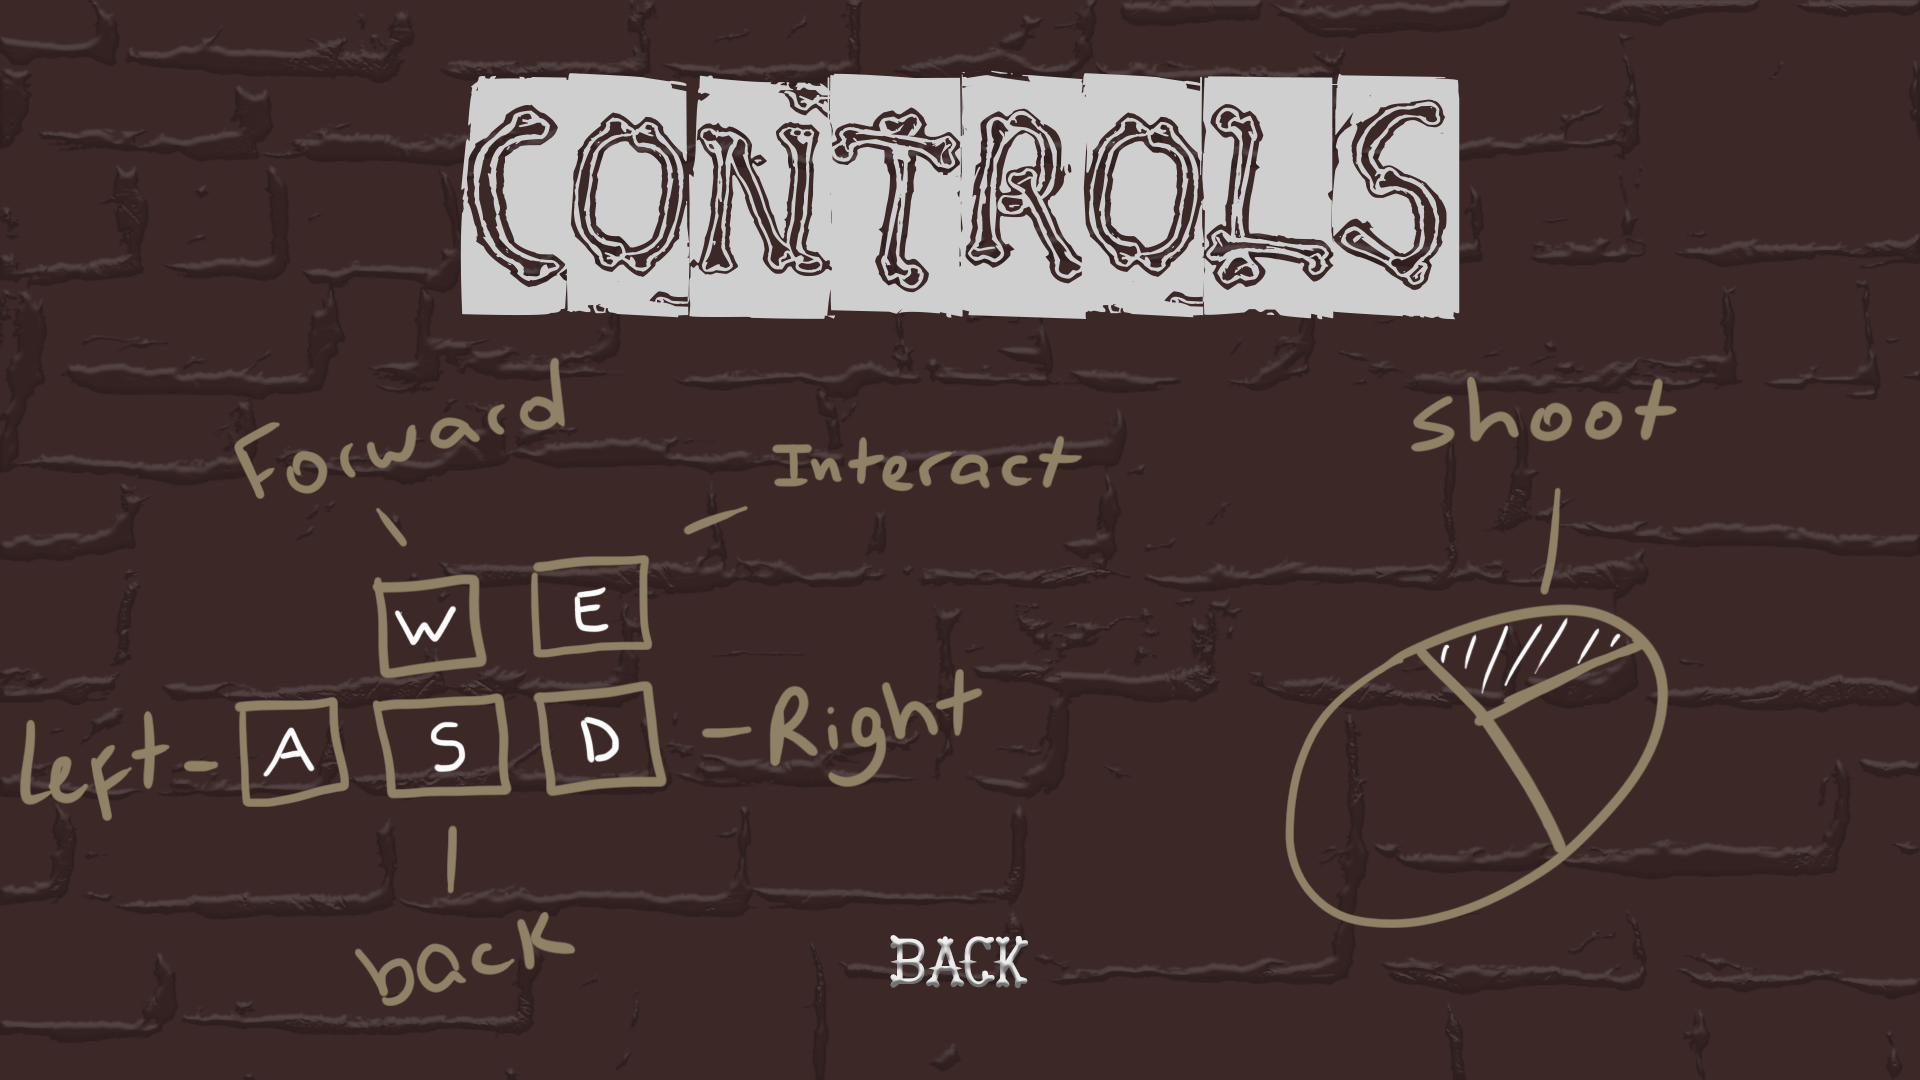 CONTROLS
Forward
Interact
shoot
W E
left - A S D - Right
back
BACK